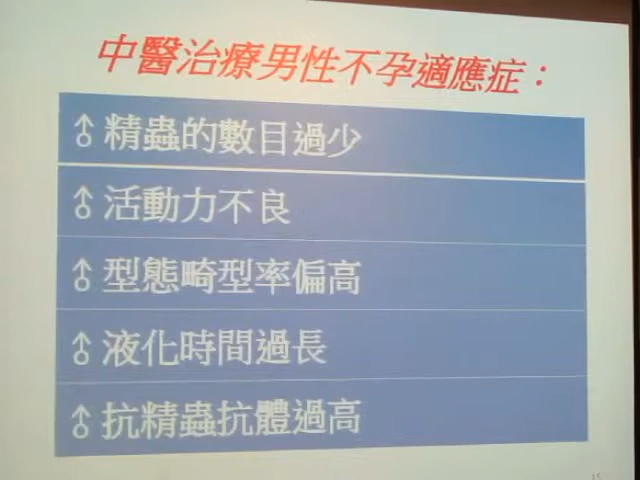 中醫治療男性不孕適應症：
⚨精蟲的數目過少
⚨活動力不良
⚨型態畸型率偏高
⚨液化時間過長
⚨抗精蟲抗體過高